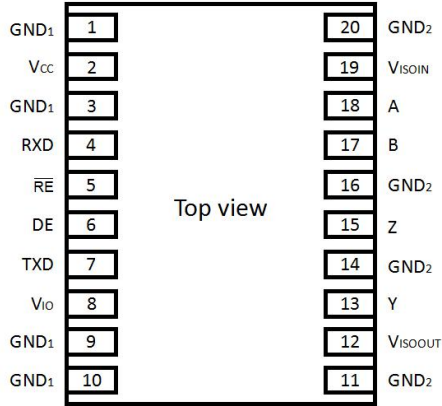 GND1 1 20 GND2
VCC 2 19 VISOIN
GND1 3 18 A
RXD 4 17 B
R̅E̅ 5 16 GND2
Top view
DE 6 15 Z
TXD 7 14 GND2
VIO 8 13 Y
GND1 9 12 VISOOUT
GND1 10 11 GND2